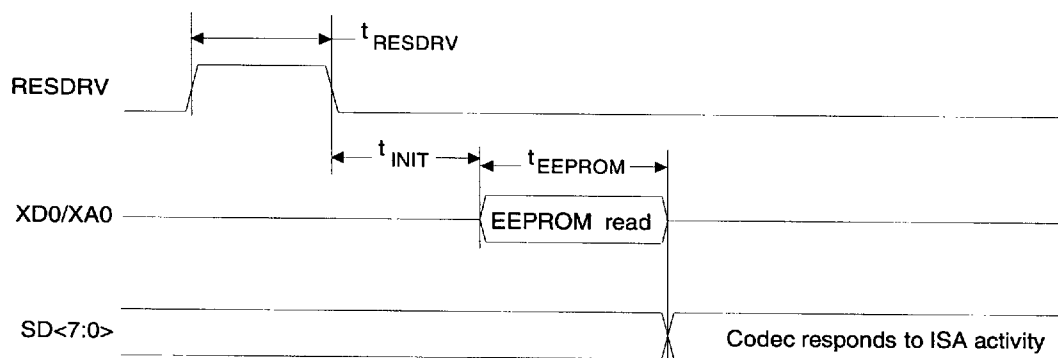 t RESDRV
RESDRV
t INIT
t EEPROM
XD0/XA0
EEPROM read
SD<7:0>
Codec responds to ISA activity